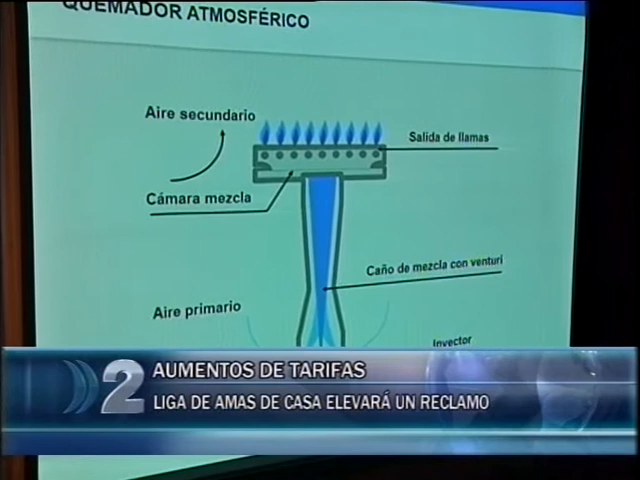 QUEMADOR ATMOSFÉRICO
Aire secundario
Salida de llamas
Cámara mezcla
Caño de mezcla con venturi
Aire primario
Inyector
2
AUMENTOS DE TARIFAS
LIGA DE AMAS DE CASA ELEVARÁ UN RECLAMO